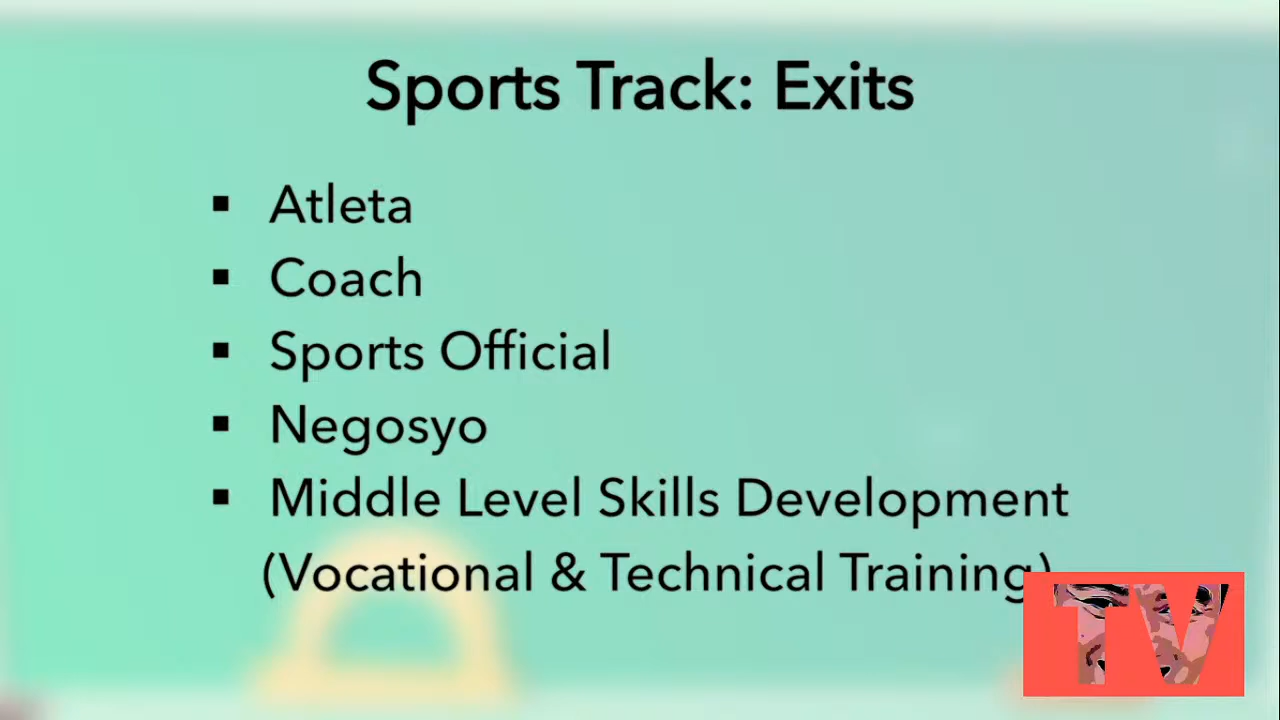 Sports Track: Exits
▪ Atleta
▪ Coach
▪ Sports Official
▪ Negosyo
▪ Middle Level Skills Development
(Vocational & Technical Training)
TV